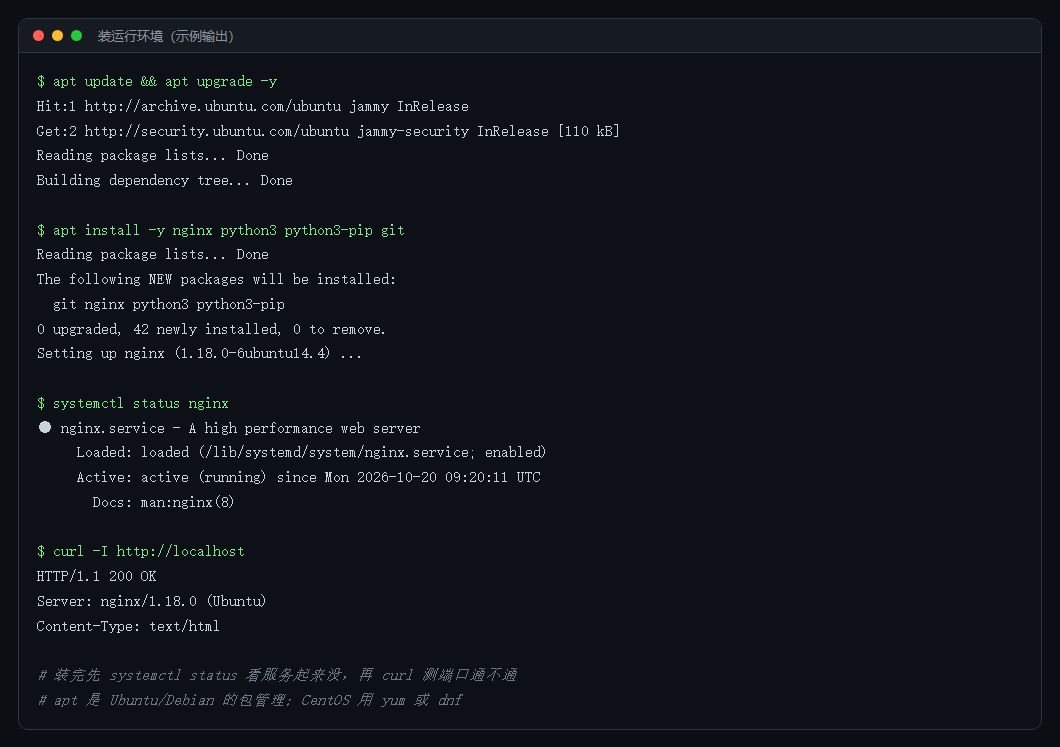 装运行环境（示例输出）
$ apt update && apt upgrade -y
Hit:1 http://archive.ubuntu.com/ubuntu jammy InRelease
Get:2 http://security.ubuntu.com/ubuntu jammy-security InRelease [110 kB]
Reading package lists... Done
Building dependency tree... Done
$ apt install -y nginx python3 python3-pip git
Reading package lists... Done
The following NEW packages will be installed:
  git nginx python3 python3-pip
0 upgraded, 42 newly installed, 0 to remove.
Setting up nginx (1.18.0-6ubuntu14.4) ...
$ systemctl status nginx
● nginx.service - A high performance web server
     Loaded: loaded (/lib/systemd/system/nginx.service; enabled)
     Active: active (running) since Mon 2026-10-20 09:20:11 UTC
       Docs: man:nginx(8)
$ curl -I http://localhost
HTTP/1.1 200 OK
Server: nginx/1.18.0 (Ubuntu)
Content-Type: text/html
# 装完先 systemctl status 看服务起来没，再 curl 测端口通不通
# apt 是 Ubuntu/Debian 的包管理；CentOS 用 yum 或 dnf